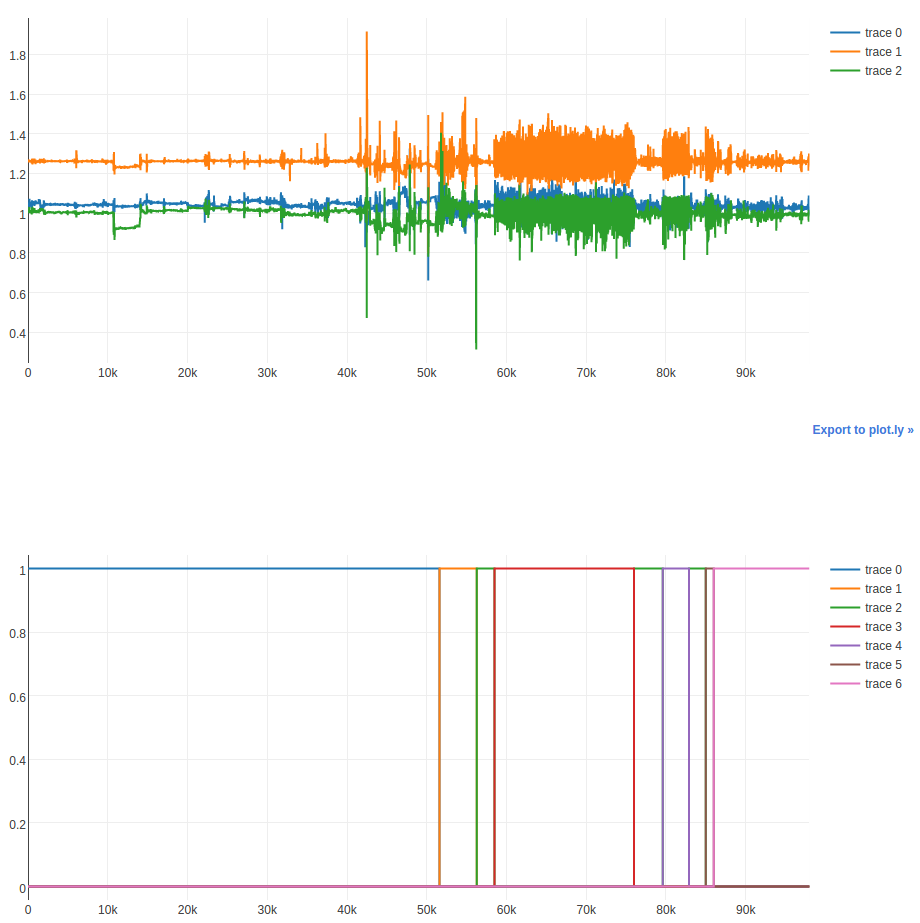 trace 0
trace 1
trace 2
1.8
1.6
1.4
1.2
1
0.8
0.6
0.4
0 10k 20k 30k 40k 50k 60k 70k 80k 90k
Export to plot.ly »
trace 0
trace 1
trace 2
trace 3
trace 4
trace 5
trace 6
1
0.8
0.6
0.4
0.2
0
0 10k 20k 30k 40k 50k 60k 70k 80k 90k